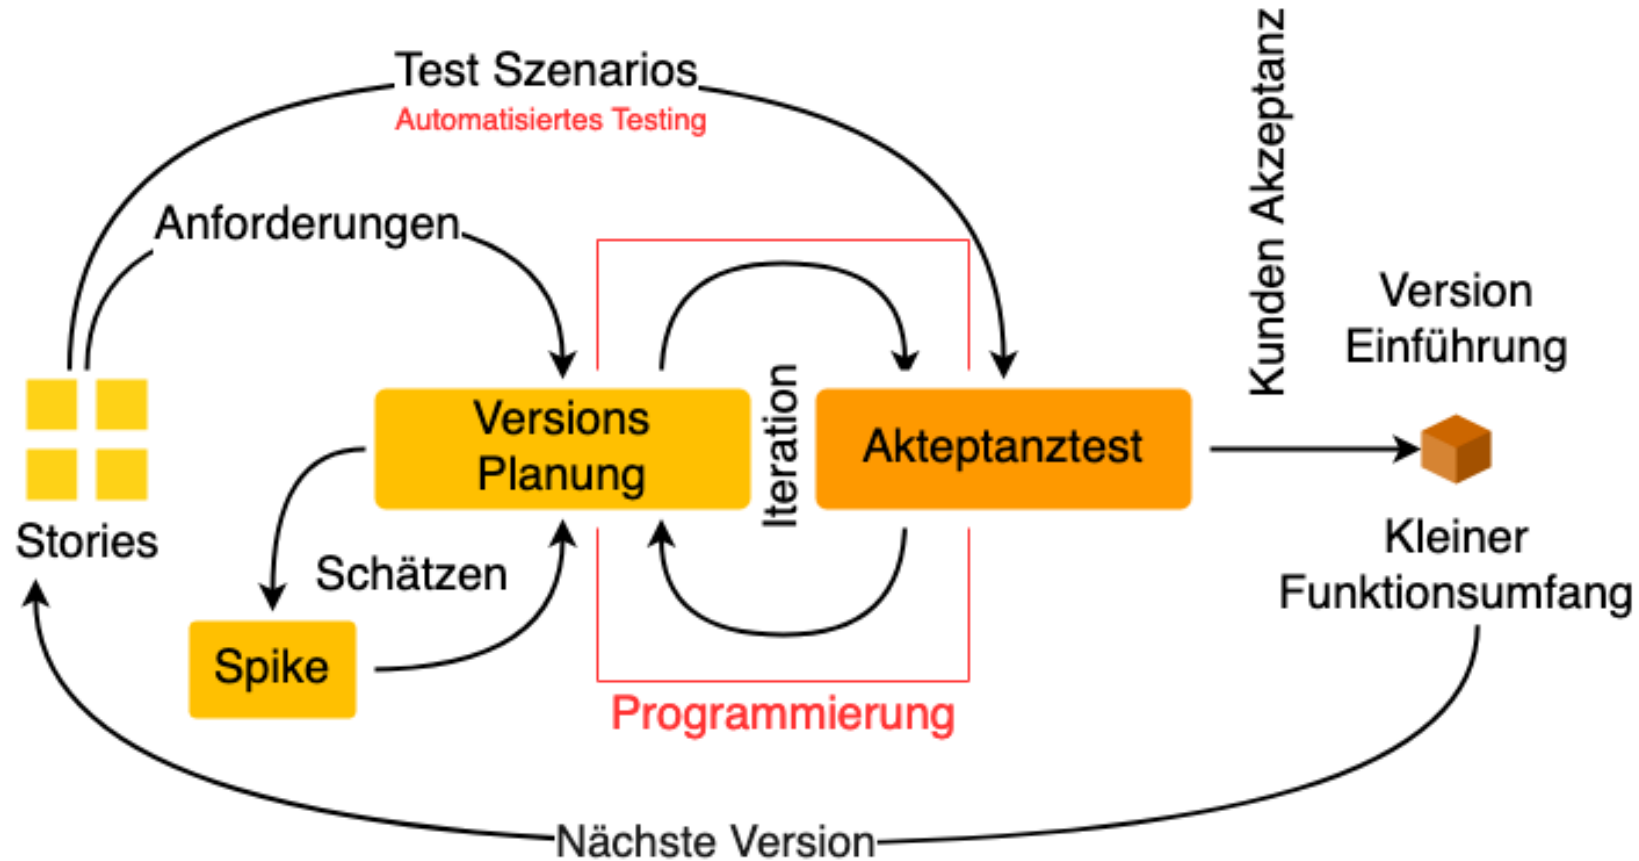 Test Szenarios
Automatisiertes Testing
Anforderungen
Kunden Akzeptanz
Version
Einführung
Versions
Planung
Iteration
Akteptanztest
Stories
Schätzen
Kleiner
Funktionsumfang
Spike
Programmierung
Nächste Version